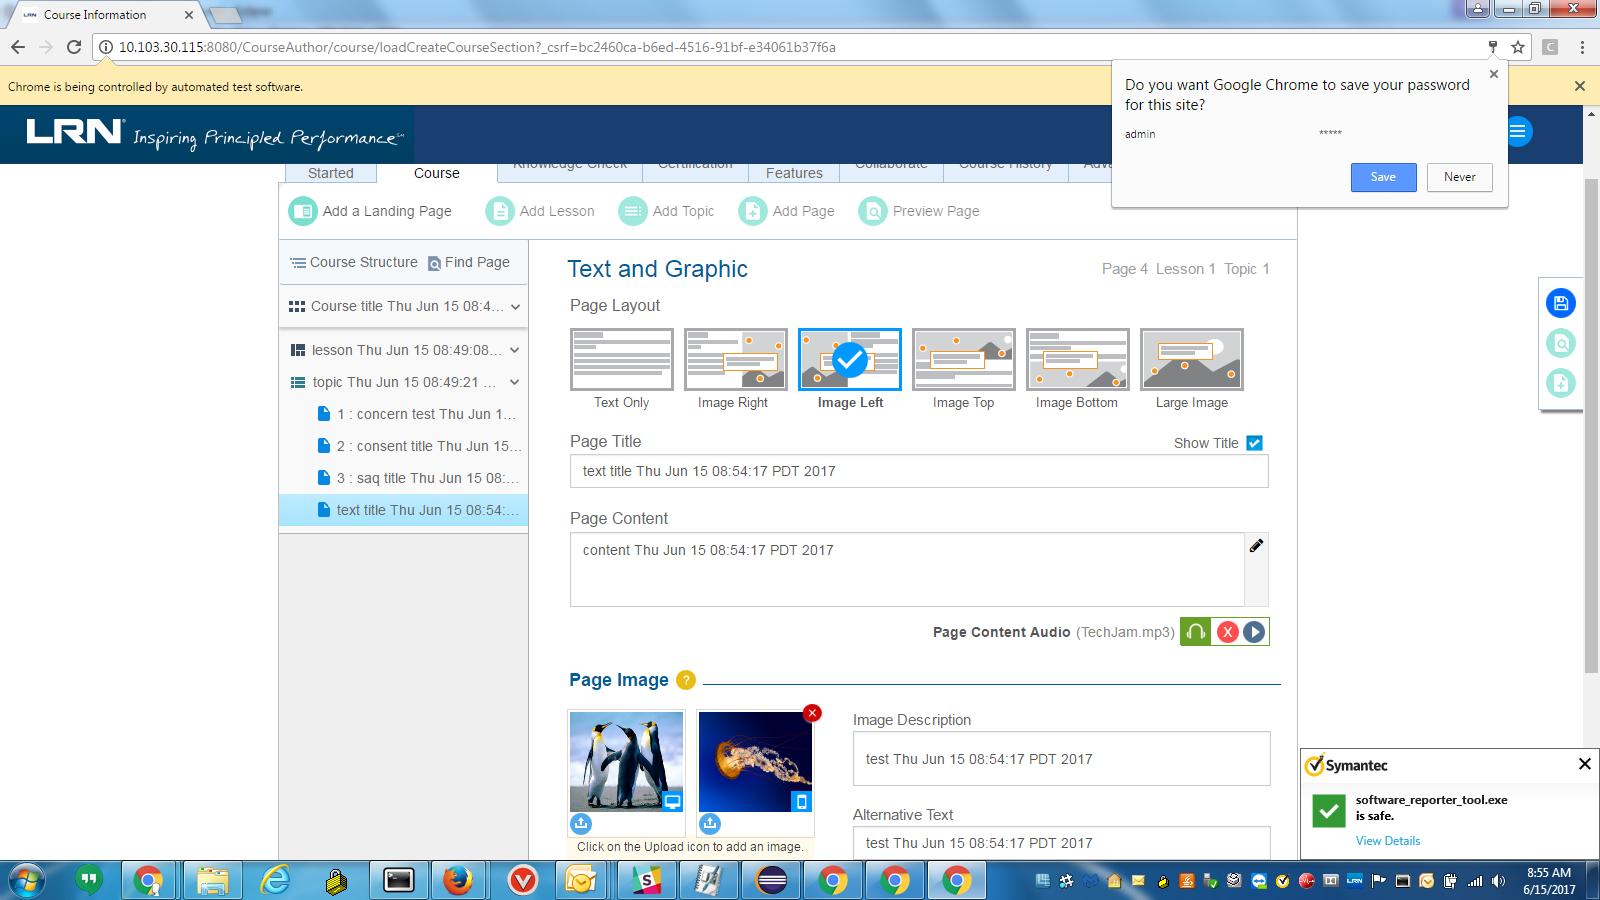 LRN Course Information
10.103.30.115:8080/CourseAuthor/course/loadCreateCourseSection?_csrf=bc2460ca-b6ed-4516-91bf-e34061b37f6a
C
Chrome is being controlled by automated test software.
Do you want Google Chrome to save your password
for this site?
admin *****
Save Never
LRN Inspiring Principled Performance
Started Course Knowledge Check Certification Features Collaborate Course History
Add a Landing Page Add Lesson Add Topic Add Page Preview Page
Course Structure Find Page
Course title Thu Jun 15 08:4...
lesson Thu Jun 15 08:49:08...
topic Thu Jun 15 08:49:21 ...
1 : concern test Thu Jun 1...
2 : consent title Thu Jun 15...
3 : saq title Thu Jun 15 08:...
text title Thu Jun 15 08:54:...
Text and Graphic Page 4 Lesson 1 Topic 1
Page Layout
Text Only Image Right Image Left Image Top Image Bottom Large Image
Page Title Show Title
text title Thu Jun 15 08:54:17 PDT 2017
Page Content
content Thu Jun 15 08:54:17 PDT 2017
Page Content Audio (TechJam.mp3) X
Page Image ?
Image Description
test Thu Jun 15 08:54:17 PDT 2017
Alternative Text
test Thu Jun 15 08:54:17 PDT 2017
Click on the Upload icon to add an image.
Symantec
software_reporter_tool.exe
is safe.
View Details
8:55 AM
6/15/2017